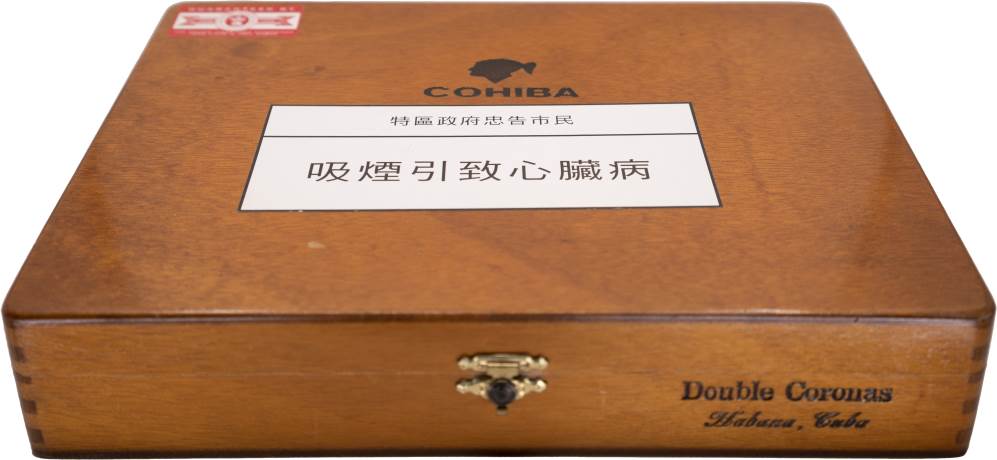 COHIBA
特區政府忠告市民
吸煙引致心臟病
Double Coronas
Habana, Cuba